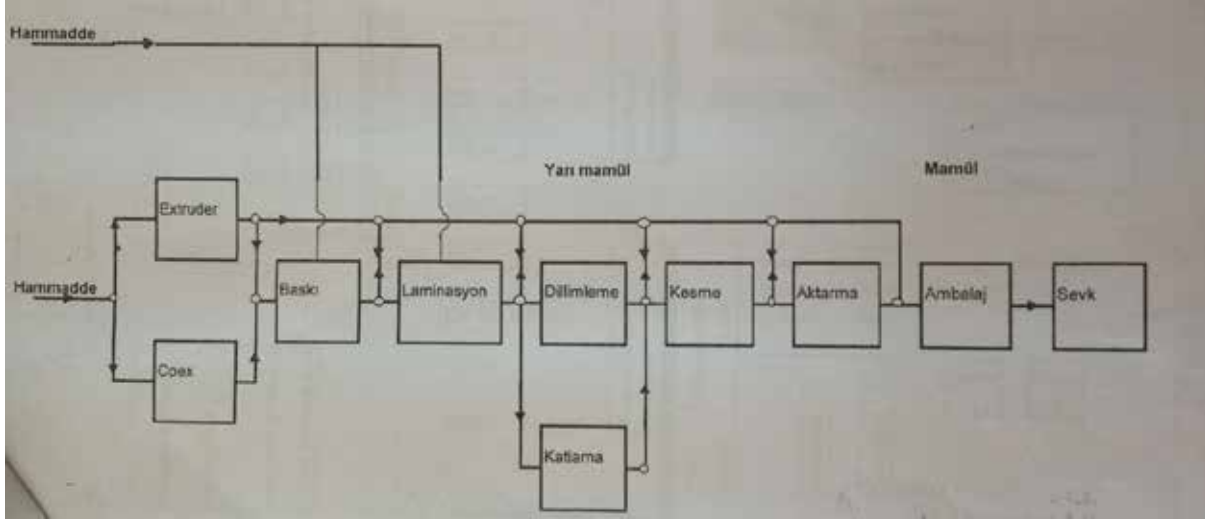 Hammadde
Yarı mamül
Mamül
Extruder
Hammadde
Baskı
Laminasyon
Dilimleme
Kesme
Aktarma
Ambalaj
Sevk
Coex
Katlama